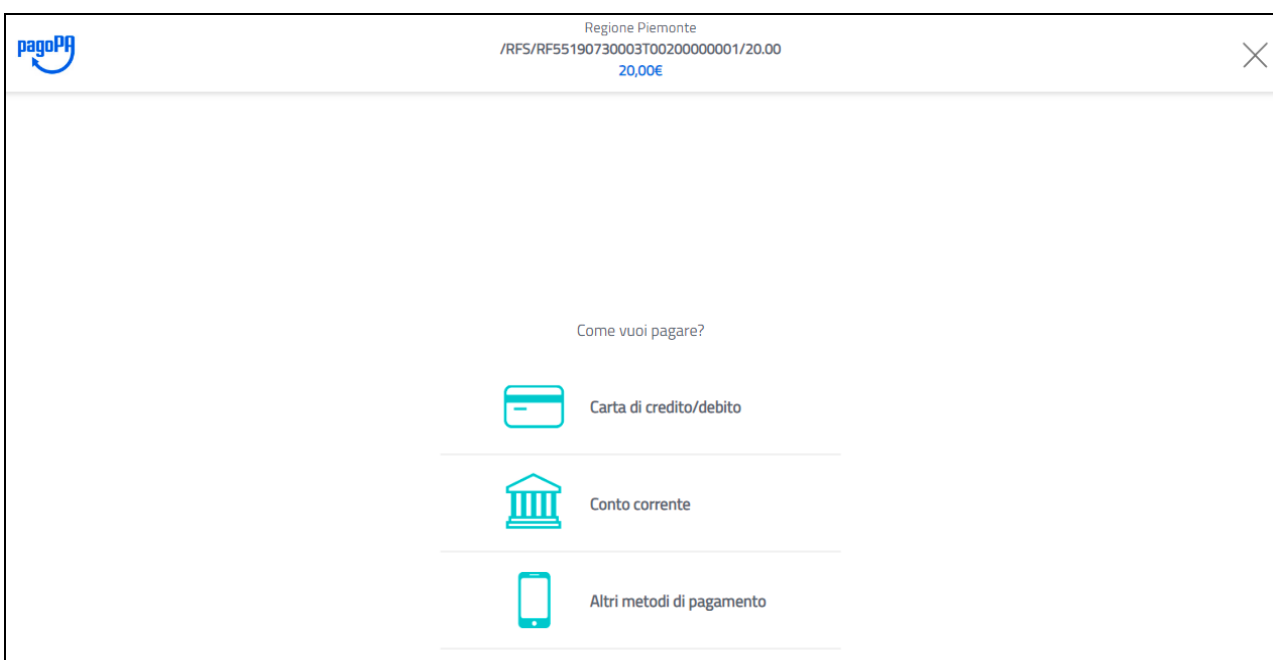 pagoPA
Regione Piemonte
/RFS/RF55190730003T00200000001/20.00
20,00€
Come vuoi pagare?
Carta di credito/debito
Conto corrente
Altri metodi di pagamento